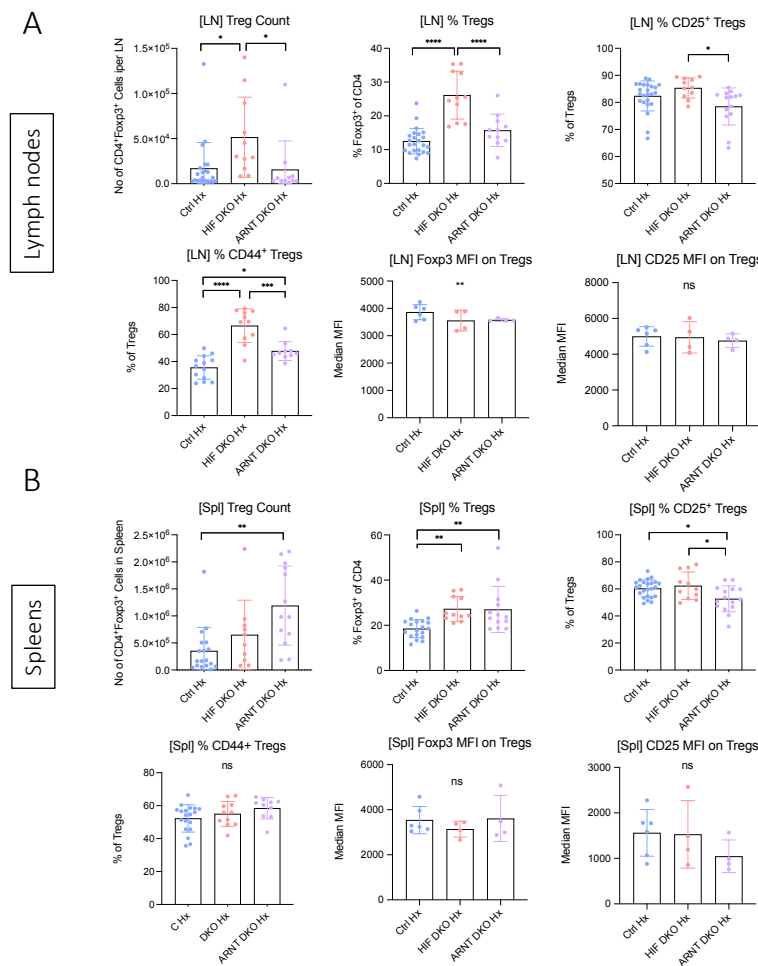 A
Lymph nodes
[LN] Treg Count
No of CD4⁺Foxp3⁺ Cells iper LN
1.5×10⁵
1.0×10⁵
5.0×10⁴
0.0
* *
Ctrl Hx
HIF DKO Hx
ARNT DKO Hx
[LN] % Tregs
% Foxp3⁺ of CD4
40
30
20
10
0
**** ****
Ctrl Hx
HIF DKO Hx
ARNT DKO Hx
[LN] % CD25⁺ Tregs
% of Tregs
100
90
80
70
60
50
*
Ctrl Hx
HIF DKO Hx
ARNT DKO Hx
[LN] % CD44⁺ Tregs
% of Tregs
100
80
60
40
20
0
*
**** ***
Ctrl Hx
HIF DKO Hx
ARNT DKO Hx
[LN] Foxp3 MFI on Tregs
Median MFI
5000
4000
3000
2000
1000
0
**
Ctrl Hx
HIF DKO Hx
ARNT DKO Hx
[LN] CD25 MFI on Tregs
Median MFI
8000
6000
4000
2000
0
ns
Ctrl Hx
HIF DKO Hx
ARNT DKO Hx
B
Spleens
[Spl] Treg Count
No of CD4⁺Foxp3⁺ Cells in Spleen
2.5×10⁶
2.0×10⁶
1.5×10⁶
1.0×10⁶
5.0×10⁵
0.0
**
Ctrl Hx
HIF DKO Hx
ARNT DKO Hx
[Spl] % Tregs
% Foxp3⁺ of CD4
60
40
20
0
**
**
Ctrl Hx
HIF DKO Hx
ARNT DKO Hx
[Spl] % CD25⁺ Tregs
% of Tregs
100
80
60
40
20
0
*
*
Ctrl Hx
HIF DKO Hx
ARNT DKO Hx
[Spl] % CD44+ Tregs
% of Tregs
80
60
40
20
0
ns
C Hx
DKO Hx
ARNT DKO Hx
[Spl] Foxp3 MFI on Tregs
Median MFI
6000
4000
2000
0
ns
Ctrl Hx
HIF DKO Hx
ARNT DKO Hx
[Spl] CD25 MFI on Tregs
Median MFI
3000
2000
1000
0
ns
Ctrl Hx
HIF DKO Hx
ARNT DKO Hx